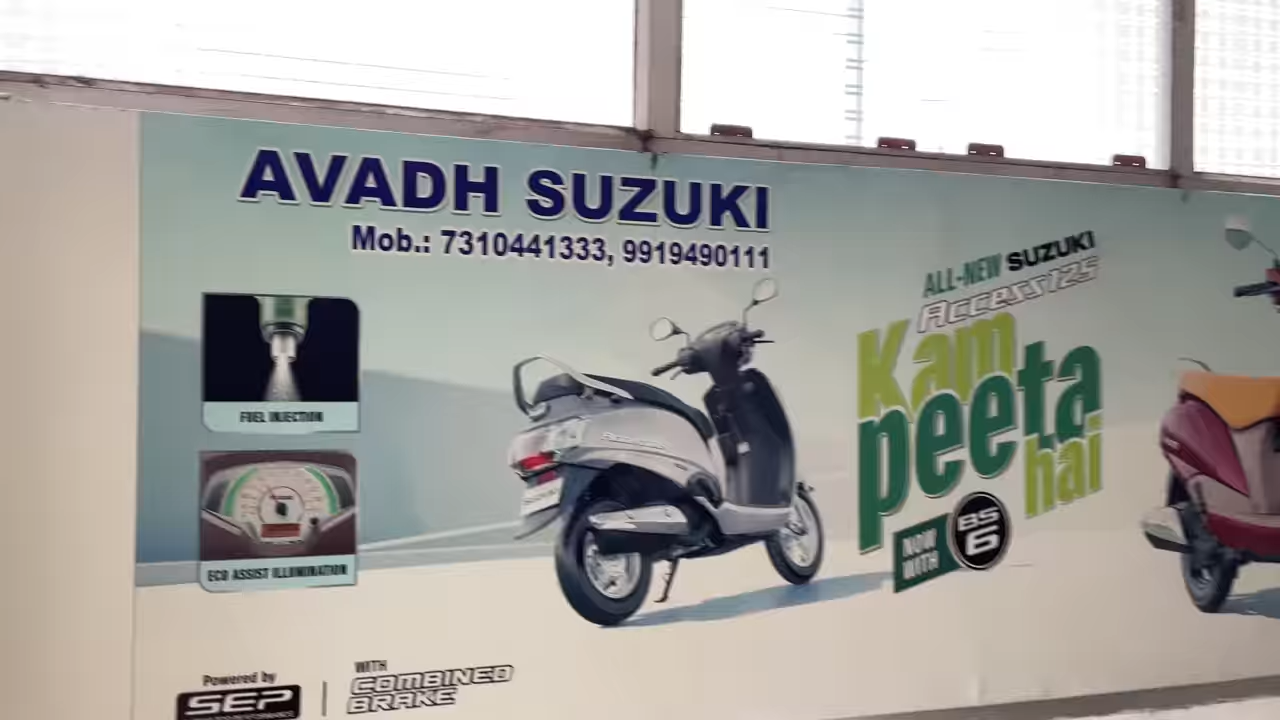 AVADH SUZUKI
Mob.: 7310441333, 9919490111
ALL-NEW SUZUKI
Access 125
Kam
peeta
hai
NOW
WITH
BS
6
FUEL INJECTION
ECO ASSIST ILLUMINATION
Powered by
SEP
WITH
COMBINED
BRAKE